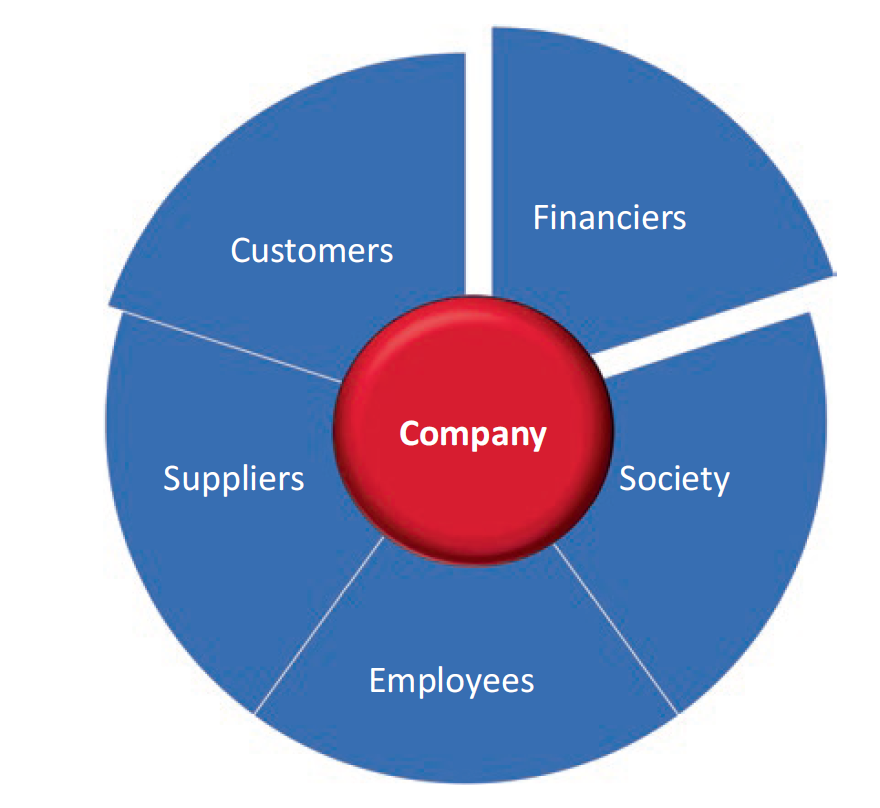 Financiers
Customers
Company
Suppliers
Society
Employees